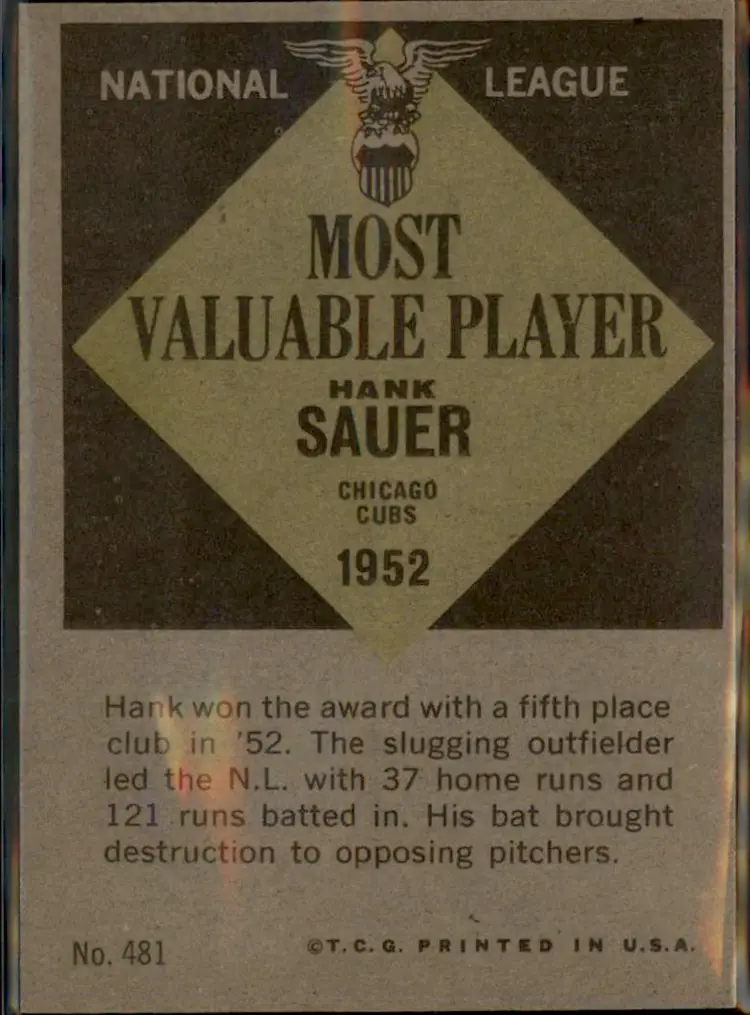 NATIONAL LEAGUE
MOST
VALUABLE PLAYER
HANK
SAUER
CHICAGO
CUBS
1952
Hank won the award with a fifth place
club in '52. The slugging outfielder
led the N.L. with 37 home runs and
121 runs batted in. His bat brought
destruction to opposing pitchers.
No. 481 ©T.C.G. PRINTED IN U.S.A.